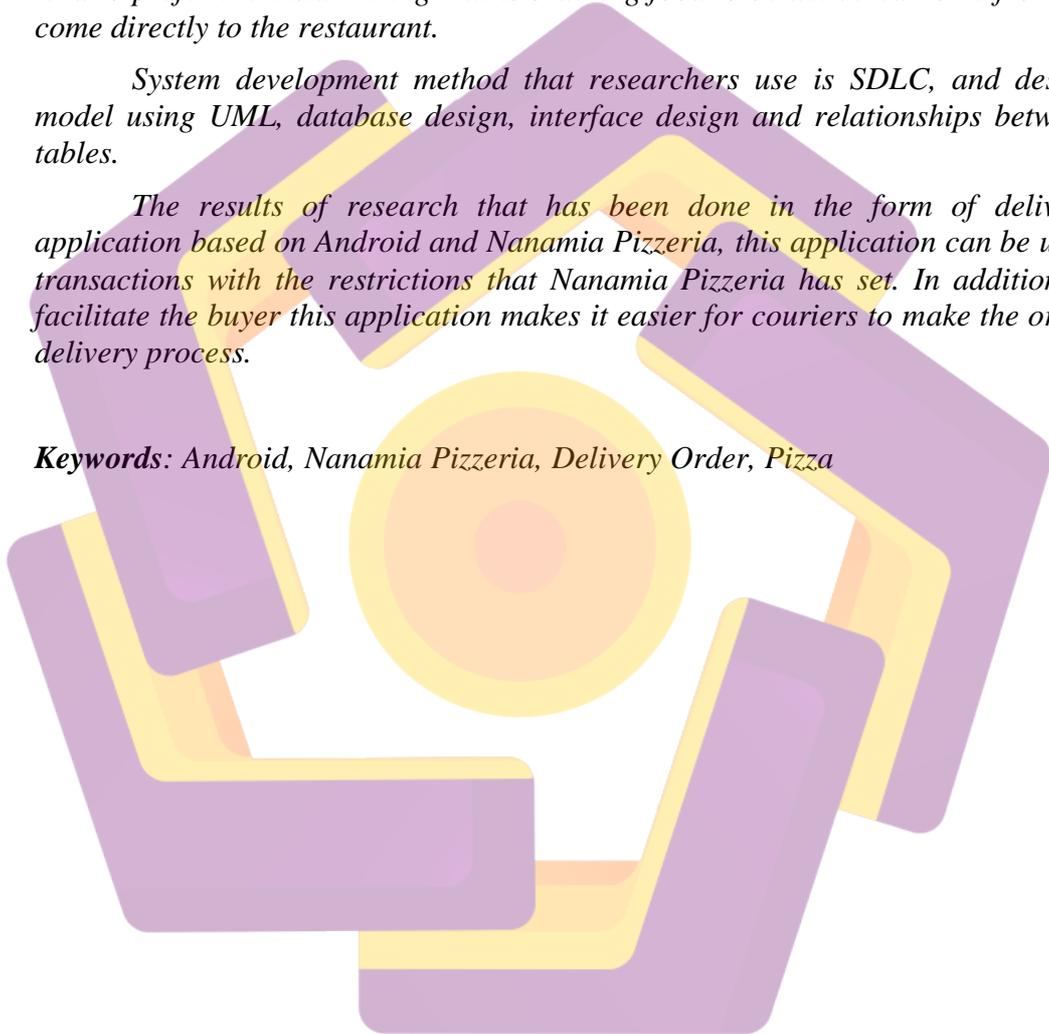 come directly to the restaurant.
System development method that researchers use is SDLC, and
model using UML, database design, interface design and relationships
tables.
The results of research that has been done in the form of
application based on Android and Nanamia Pizzeria, this application can be
transactions with the restrictions that Nanamia Pizzeria has set. In
facilitate the buyer this application makes it easier for couriers to make the
delivery process.
Keywords: Android, Nanamia Pizzeria, Delivery Order, Pizza